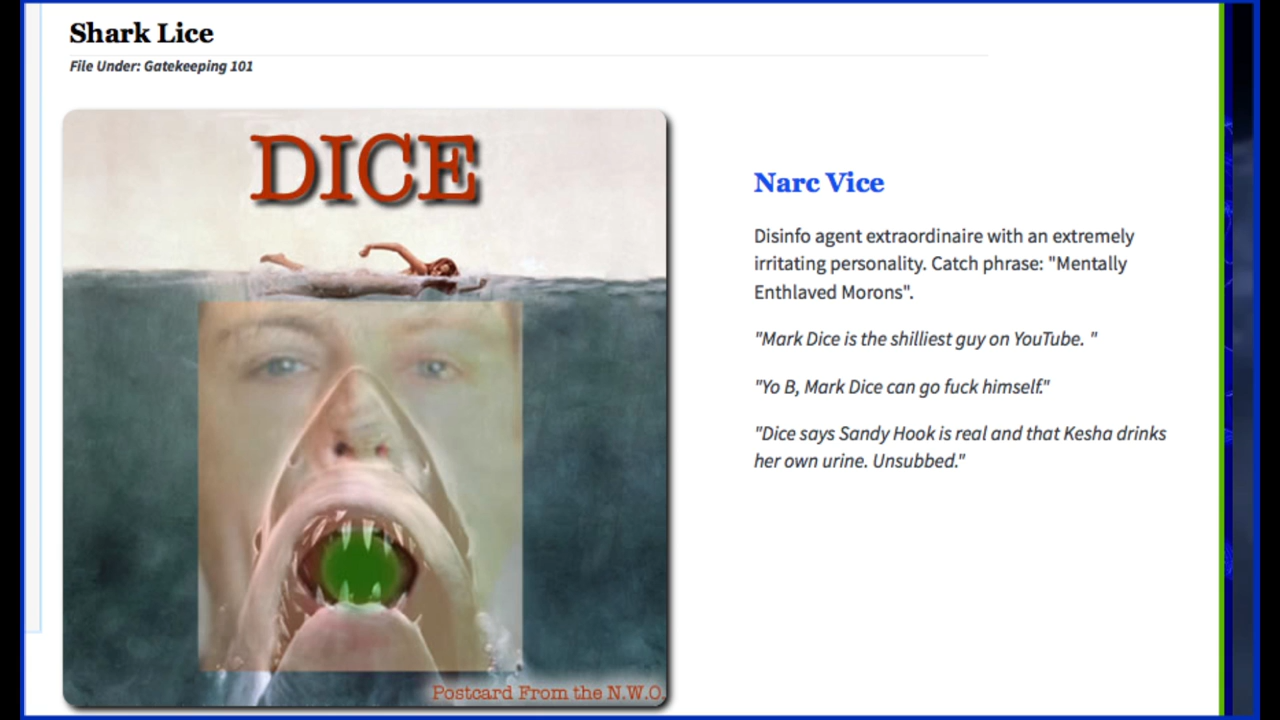 Shark Lice
File Under: Gatekeeping 101
DICE
Postcard From the N.W.O.
Narc Vice
Disinfo agent extraordinaire with an extremely
irritating personality. Catch phrase: "Mentally
Enthlaved Morons".
"Mark Dice is the shilliest guy on YouTube. "
"Yo B, Mark Dice can go fuck himself."
"Dice says Sandy Hook is real and that Kesha drinks
her own urine. Unsubbed."